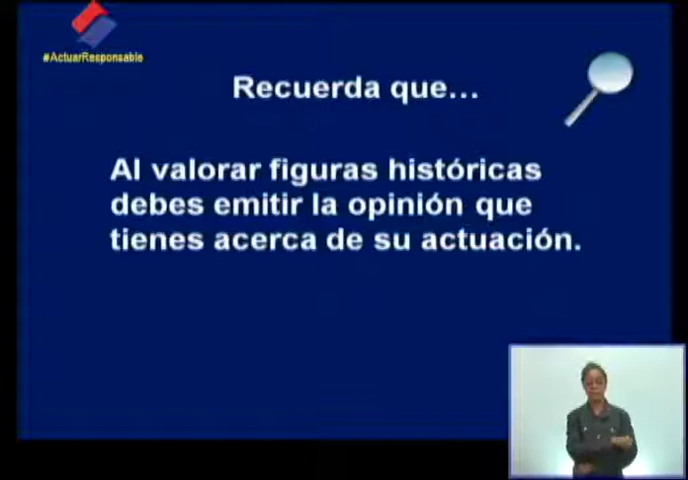 #ActuarResponsable
Recuerda que...
Al valorar figuras históricas
debes emitir la opinión que
tienes acerca de su actuación.